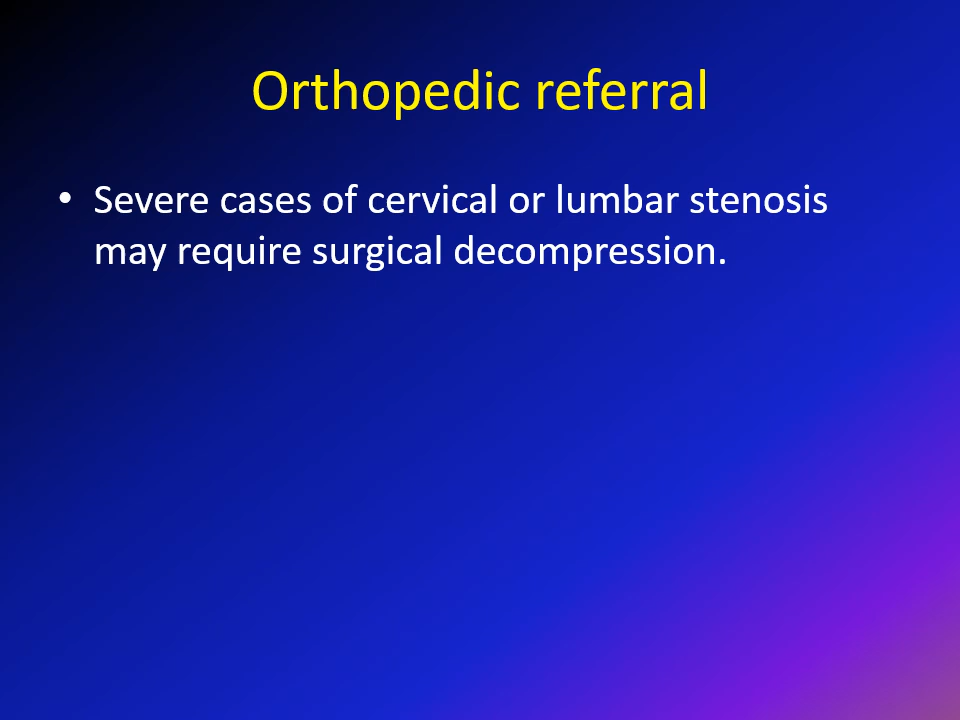 Orthopedic referral
• Severe cases of cervical or lumbar stenosis
may require surgical decompression.